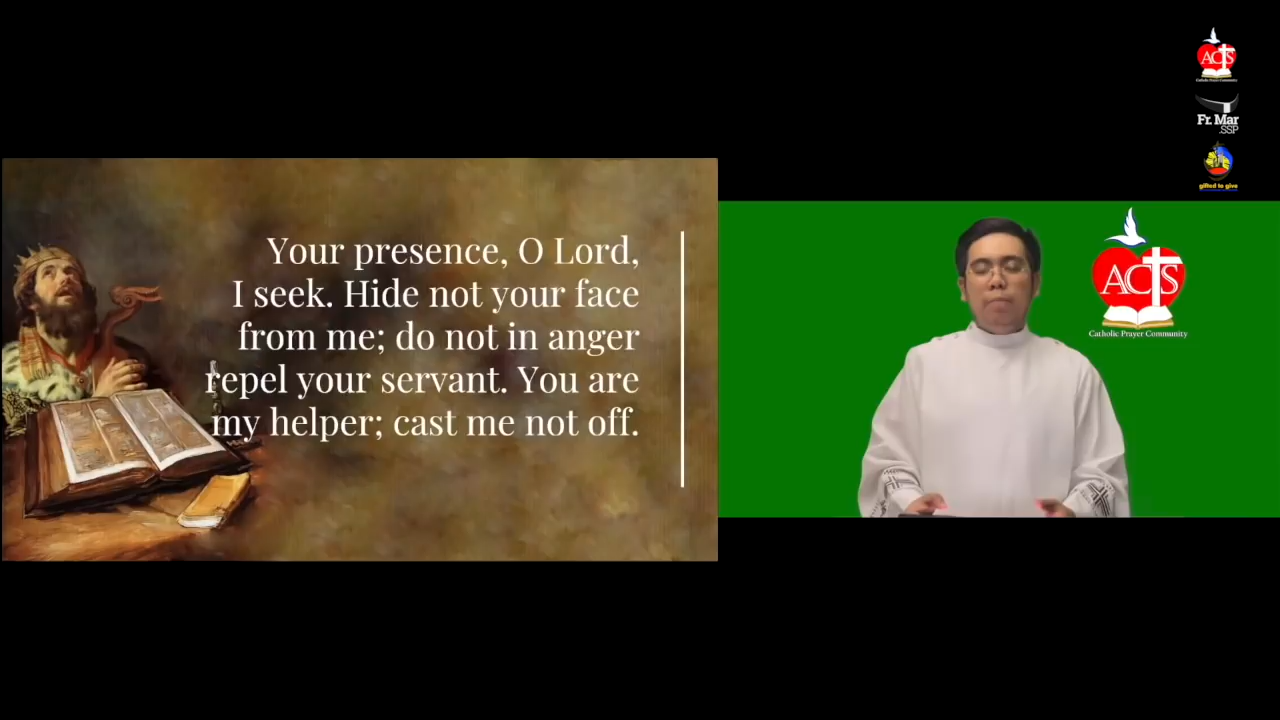 Your presence, O Lord,
I seek. Hide not your face
from me; do not in anger
repel your servant. You are
my helper; cast me not off.
ACTS
Catholic Prayer Community
Fr. Mar
.SSP
gifted to give
ACTS
Catholic Prayer Community